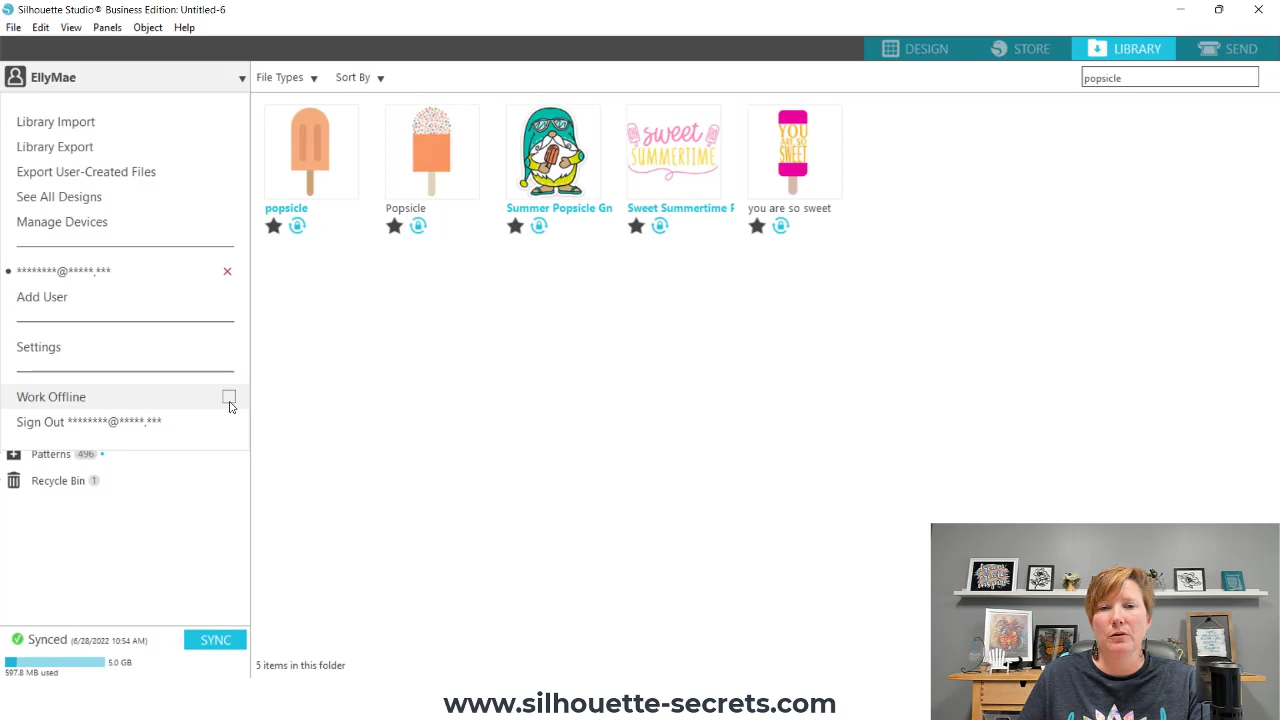 Silhouette Studio® Business Edition: Untitled-6
File Edit View Panels Object Help
DESIGN STORE LIBRARY SEND
EllyMae
File Types Sort By
popsicle
Library Import
Library Export
Export User-Created Files
See All Designs
Manage Devices
********@*****.***
Add User
Settings
Work Offline
Sign Out ********@*****.***
Patterns 496
Recycle Bin 1
sweet
SUMMERTIME
YOU
ARE SO
SWEET
popsicle
Popsicle
Summer Popsicle Gn
Sweet Summertime P
you are so sweet
Synced (6/28/2022 10:54 AM)
SYNC
5.0 GB
597.8 MB used
5 items in this folder
www.silhouette-secrets.com